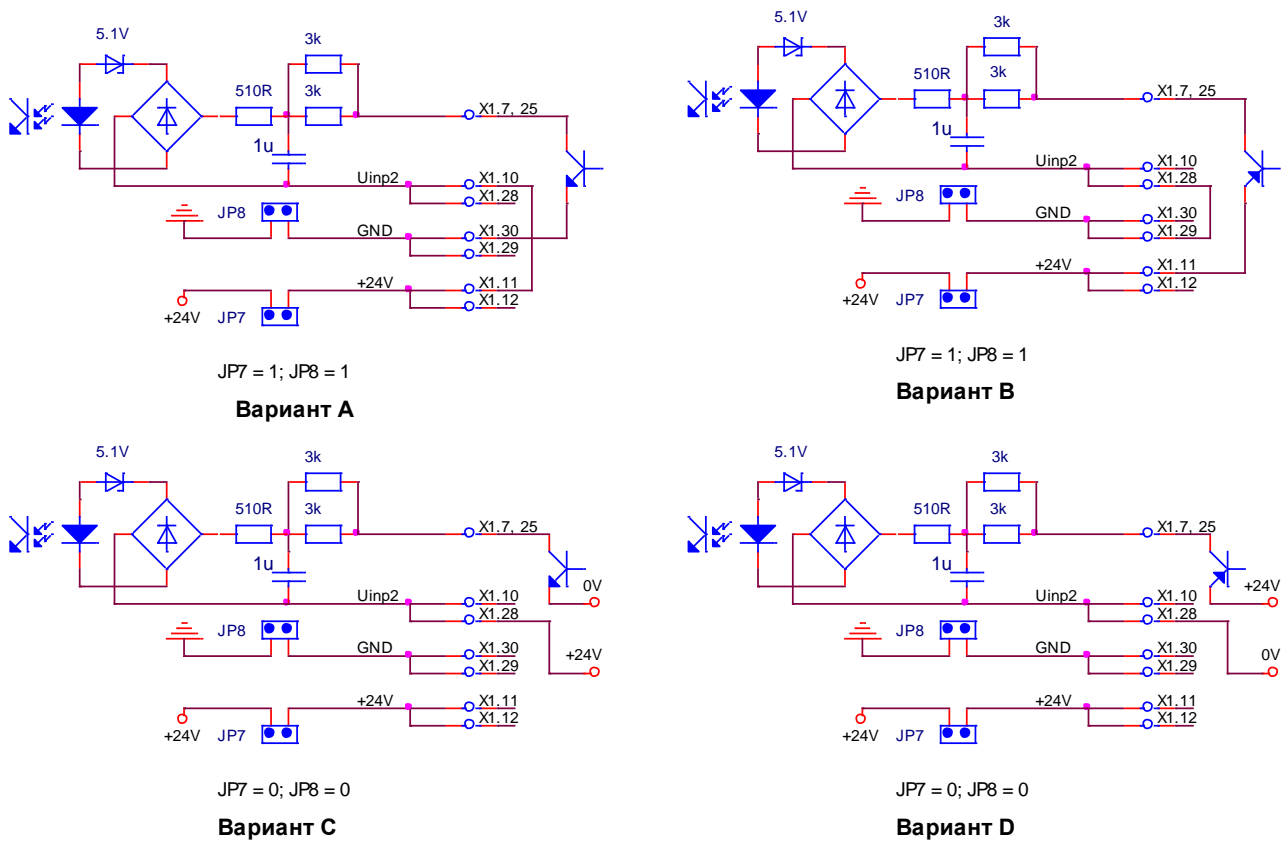 5.1V
3k
510R
3k
1u
X1.7, 25
Uinp2
X1.10
X1.28
JP8
GND
X1.30
X1.29
+24V
X1.11
X1.12
+24V
JP7
JP7 = 1; JP8 = 1
Вариант A
5.1V
3k
510R
3k
1u
X1.7, 25
Uinp2
X1.10
X1.28
JP8
GND
X1.30
X1.29
+24V
X1.11
X1.12
+24V
JP7
JP7 = 1; JP8 = 1
Вариант B
5.1V
3k
510R
3k
1u
X1.7, 25
0V
Uinp2
X1.10
X1.28
JP8
GND
X1.30
X1.29
+24V
+24V
X1.11
X1.12
+24V
JP7
JP7 = 0; JP8 = 0
Вариант C
5.1V
3k
510R
3k
1u
X1.7, 25
+24V
Uinp2
X1.10
X1.28
JP8
GND
X1.30
X1.29
0V
+24V
X1.11
X1.12
+24V
JP7
JP7 = 0; JP8 = 0
Вариант D